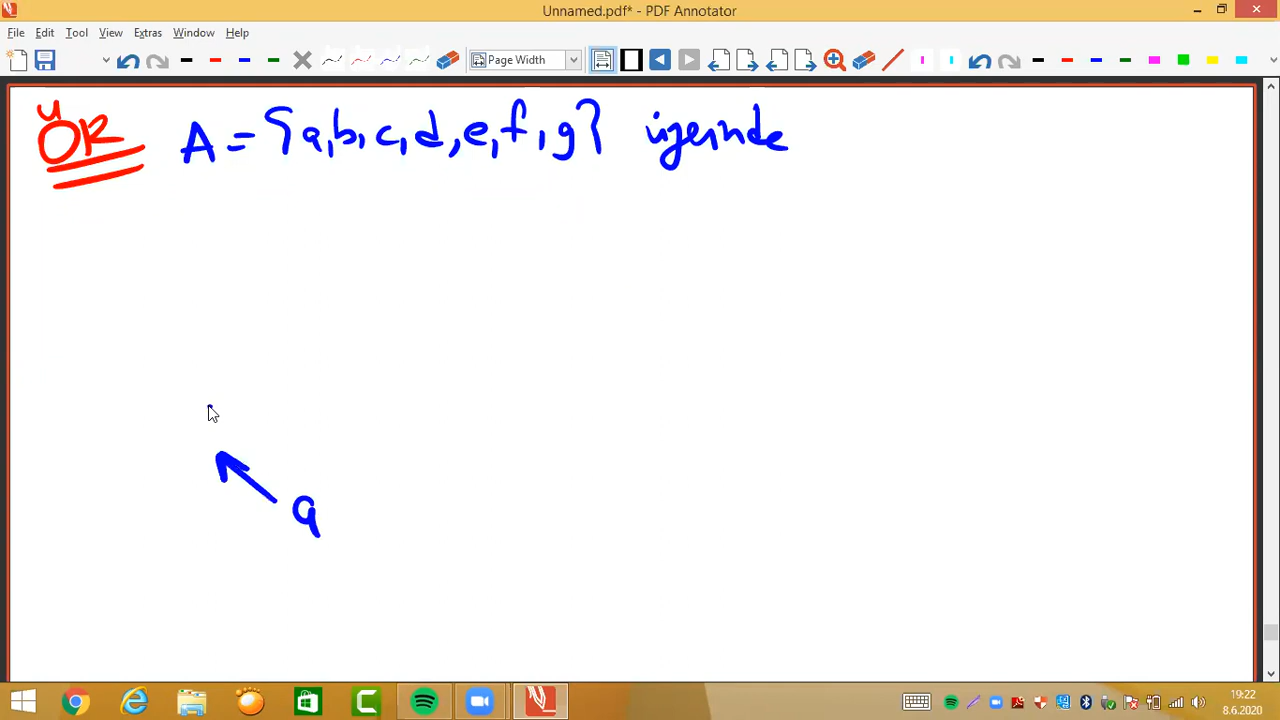 Unnamed.pdf* - PDF Annotator
File Edit Tool View Extras Window Help
Page Width
ÖR A = {a, b, c, d, e, f, g} üzerinde
a
19:22
8.6.2020